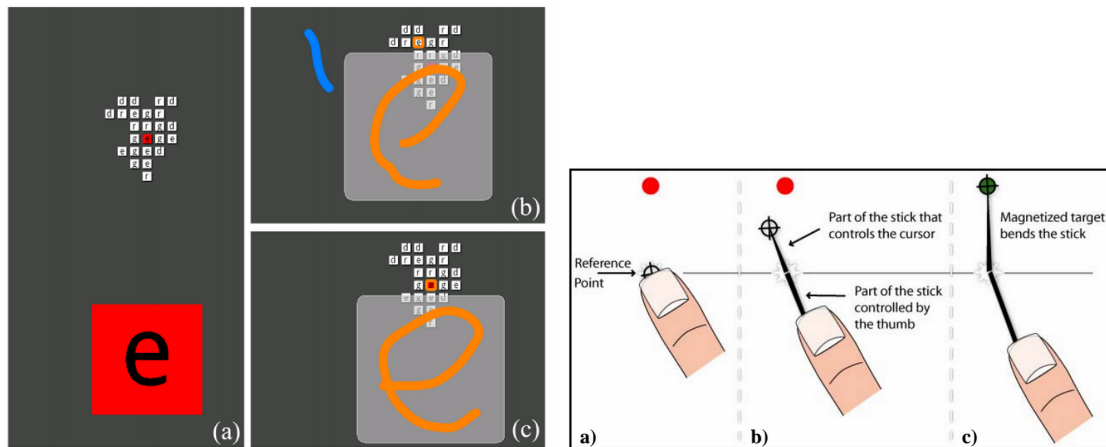 d d r d
d r e g r
r r g d
g e g e
e g e d
g e
r
e
(a)
d d r d
d r e g r
r r g d
e
(b)
d d r d
d r e g r
r r g d
g g e
e
(c)
Reference
Point
a)
Part of the stick that
controls the cursor
Part of the stick
controlled by
the thumb
b)
Magnetized target
bends the stick
c)